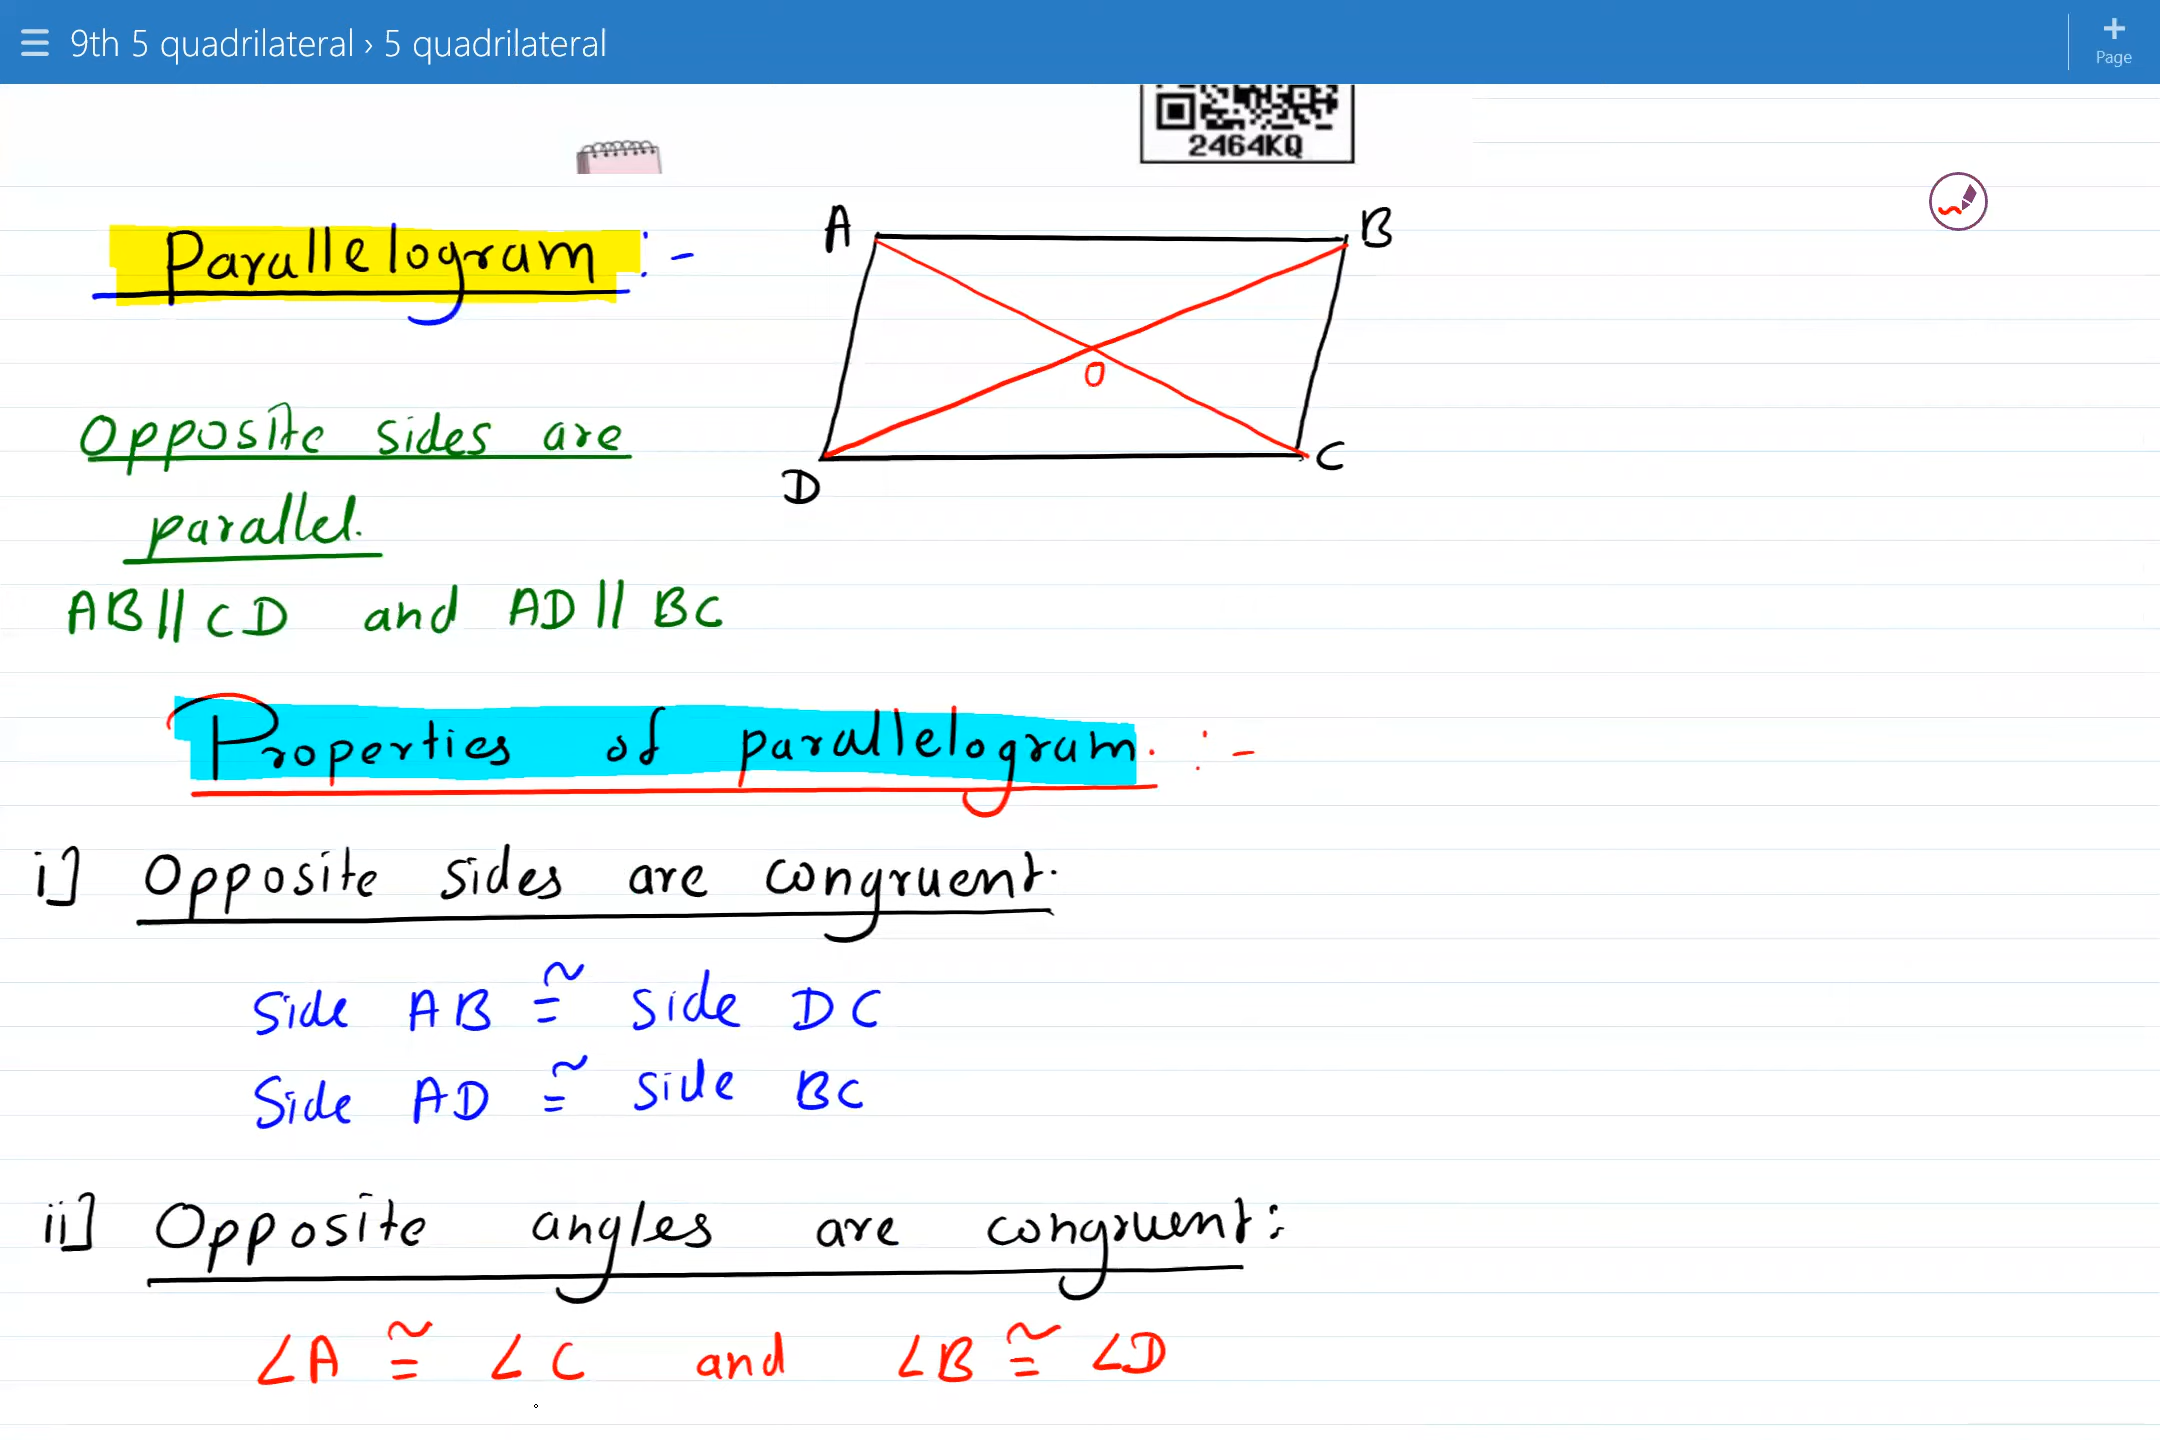 9th 5 quadrilateral › 5 quadrilateral
Page
2464KQ
Parallelogram :-
A B
O
D C
Opposite sides are
parallel.
AB || CD and AD || BC
Properties of parallelogram. :-
i] Opposite sides are congruent.
Side AB ≅ side DC
Side AD ≅ side BC
ii] Opposite angles are congruent:
∠A ≅ ∠C and ∠B ≅ ∠D